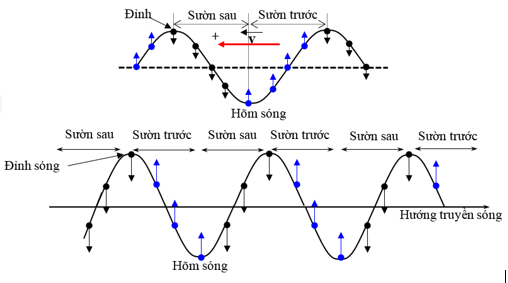 Đỉnh
Sườn sau
Sườn trước
+
v
Hõm sóng
Sườn sau
Sườn trước
Sườn sau
Sườn trước
Sườn sau
Sườn trước
Đỉnh sóng
Hướng truyền sóng
Hõm sóng